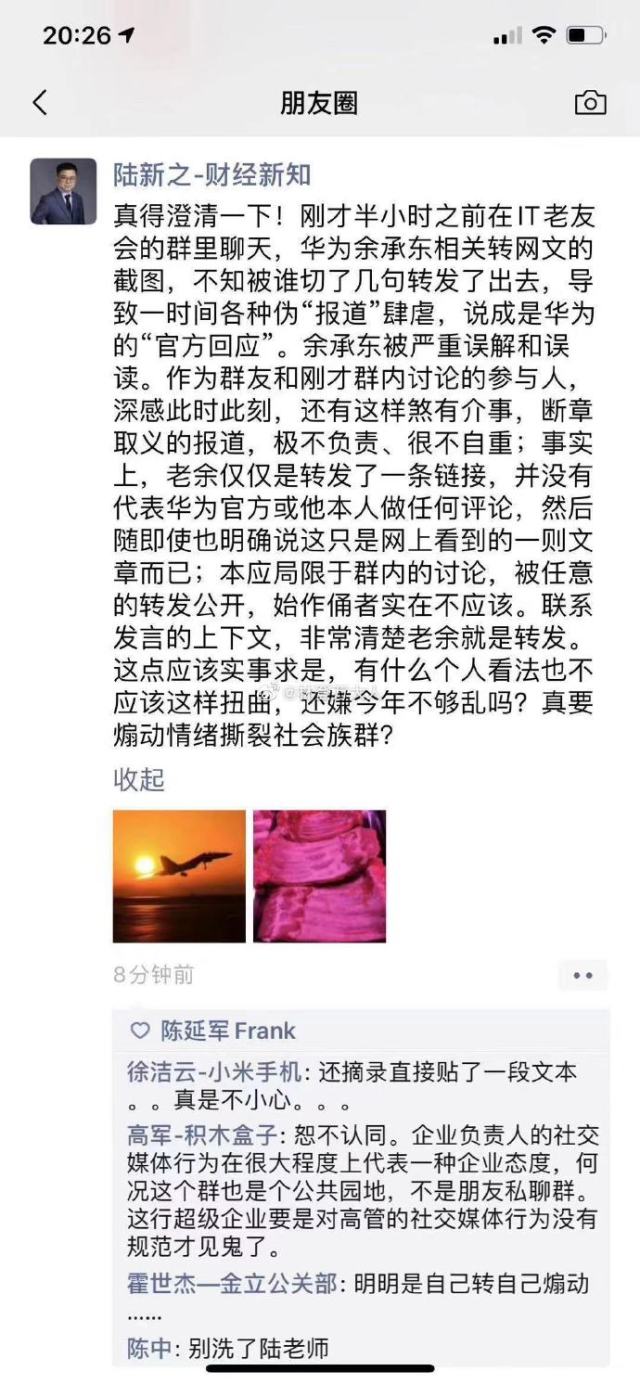 20:26
朋友圈
陆新之-财经新知
真得澄清一下！刚才半小时之前在IT老友
会的群里聊天，华为余承东相关转网文的
截图，不知被谁切了几句转发了出去，导
致一时间各种伪“报道”肆虐，说成是华为
的“官方回应”。余承东被严重误解和误
读。作为群友和刚才群内讨论的参与人，
深感此时此刻，还有这样煞有介事，断章
取义的报道，极不负责、很不自重；事实
上，老余仅仅是转发了一条链接，并没有
代表华为官方或他本人做任何评论，然后
随即使也明确说这只是网上看到的一则文
章而已；本应局限于群内的讨论，被任意
的转发公开，始作俑者实在不应该。联系
发言的上下文，非常清楚老余就是转发。
这点应该实事求是，有什么个人看法也不
应该这样扭曲，还嫌今年不够乱吗？真要
煽动情绪撕裂社会族群？
收起
8分钟前
陈延军Frank
徐洁云-小米手机: 还摘录直接贴了一段文本
。。真是不小心。。。
高军-积木盒子: 恕不认同。企业负责人的社交
媒体行为在很大程度上代表一种企业态度，何
况这个群也是个公共园地，不是朋友私聊群。
这行超级企业要是对高管的社交媒体行为没有
规范才见鬼了。
霍世杰—金立公关部: 明明是自己转自己煽动
......
陈中: 别洗了陆老师